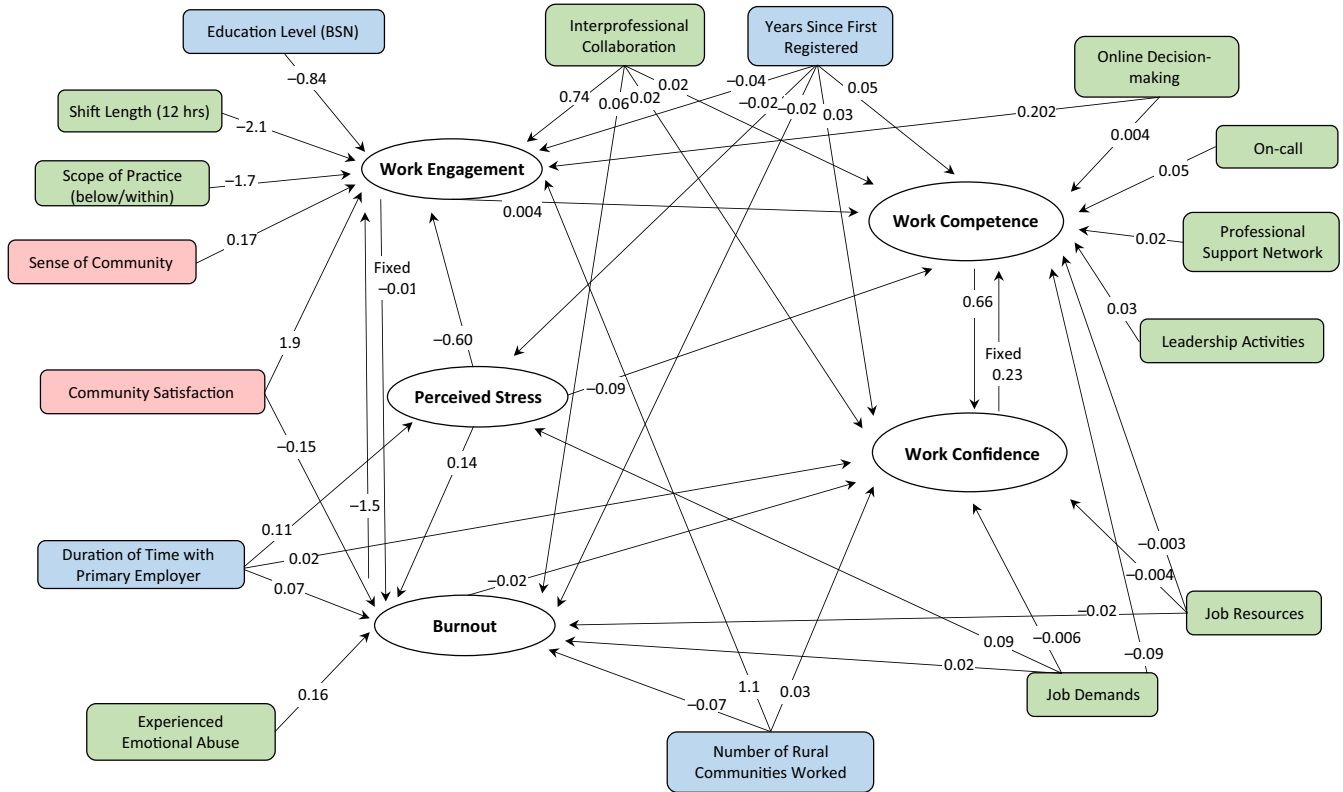 Education Level (BSN)
Interprofessional
Collaboration
Years Since First
Registered
Online Decision-
making
−0.84
0.74
0.06
0.02
0.02
−0.04
−0.02
−0.02
0.03
0.05
0.202
0.004
Shift Length (12 hrs)
−2.1
On-call
0.05
Work Engagement
Scope of Practice
(below/within)
−1.7
0.004
Work Competence
Professional
Support Network
0.02
Sense of Community
0.17
Fixed
−0.01
0.66
0.03
Leadership Activities
1.9
−0.60
Fixed
0.23
Community Satisfaction
Perceived Stress
−0.09
−0.15
0.14
Work Confidence
−1.5
0.11
Duration of Time with
Primary Employer
0.02
0.07
−0.02
−0.003
−0.004
Burnout
−0.02
Job Resources
0.09
−0.006
−0.09
0.02
Job Demands
0.16
1.1
0.03
−0.07
Experienced
Emotional Abuse
Number of Rural
Communities Worked